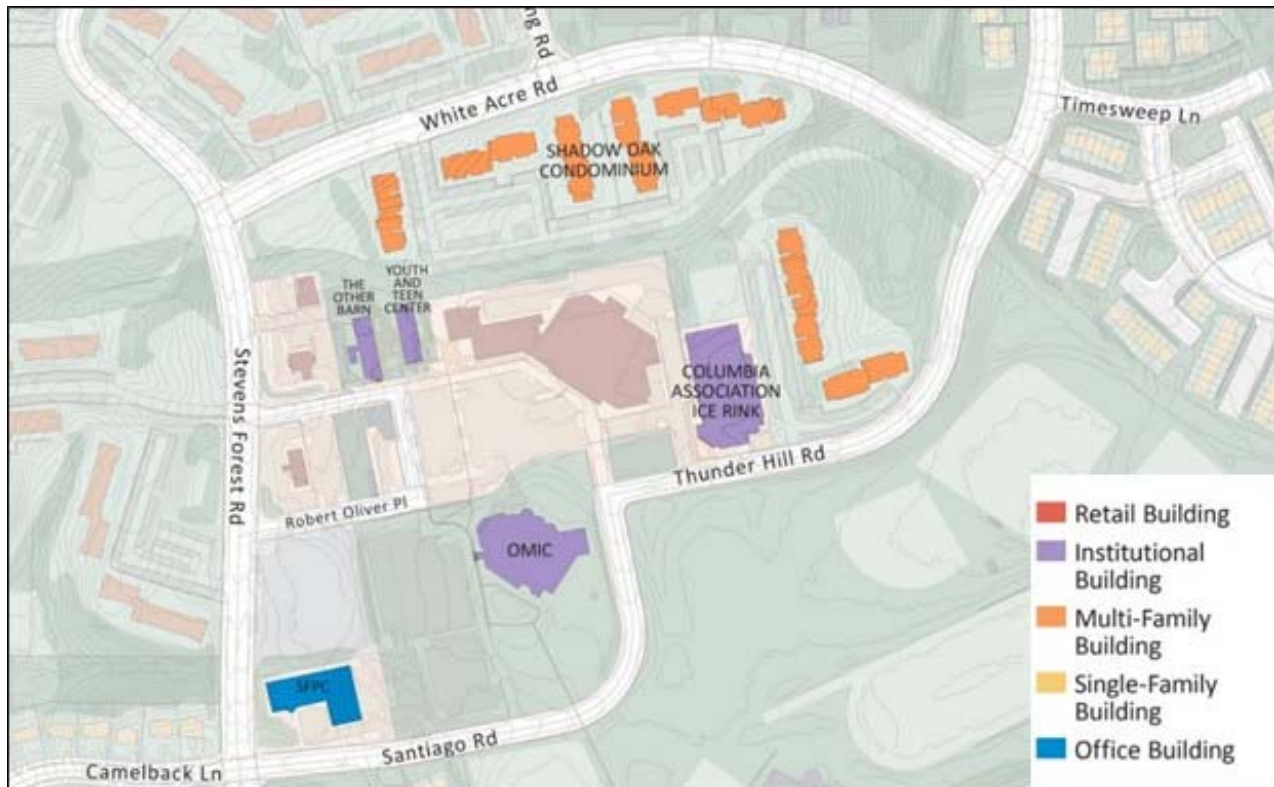 ng Rd
White Acre Rd
Timesweep Ln
SHADOW OAK
CONDOMINIUM
THE
OTHER
BARN
YOUTH
AND
TEEN
CENTER
Stevens Forest Rd
COLUMBIA
ASSOCIATION
ICE RINK
Thunder Hill Rd
Robert Oliver Pl
OMIC
SFPC
Santiago Rd
Camelback Ln
Retail Building
Institutional
Building
Multi-Family
Building
Single-Family
Building
Office Building